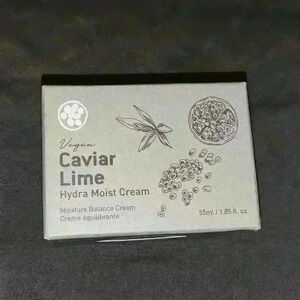 Vegan
Caviar
Lime
Hydra Moist Cream
Moisture Balance Cream
Crème équilibrante
55ml / 1.85 fl. oz.